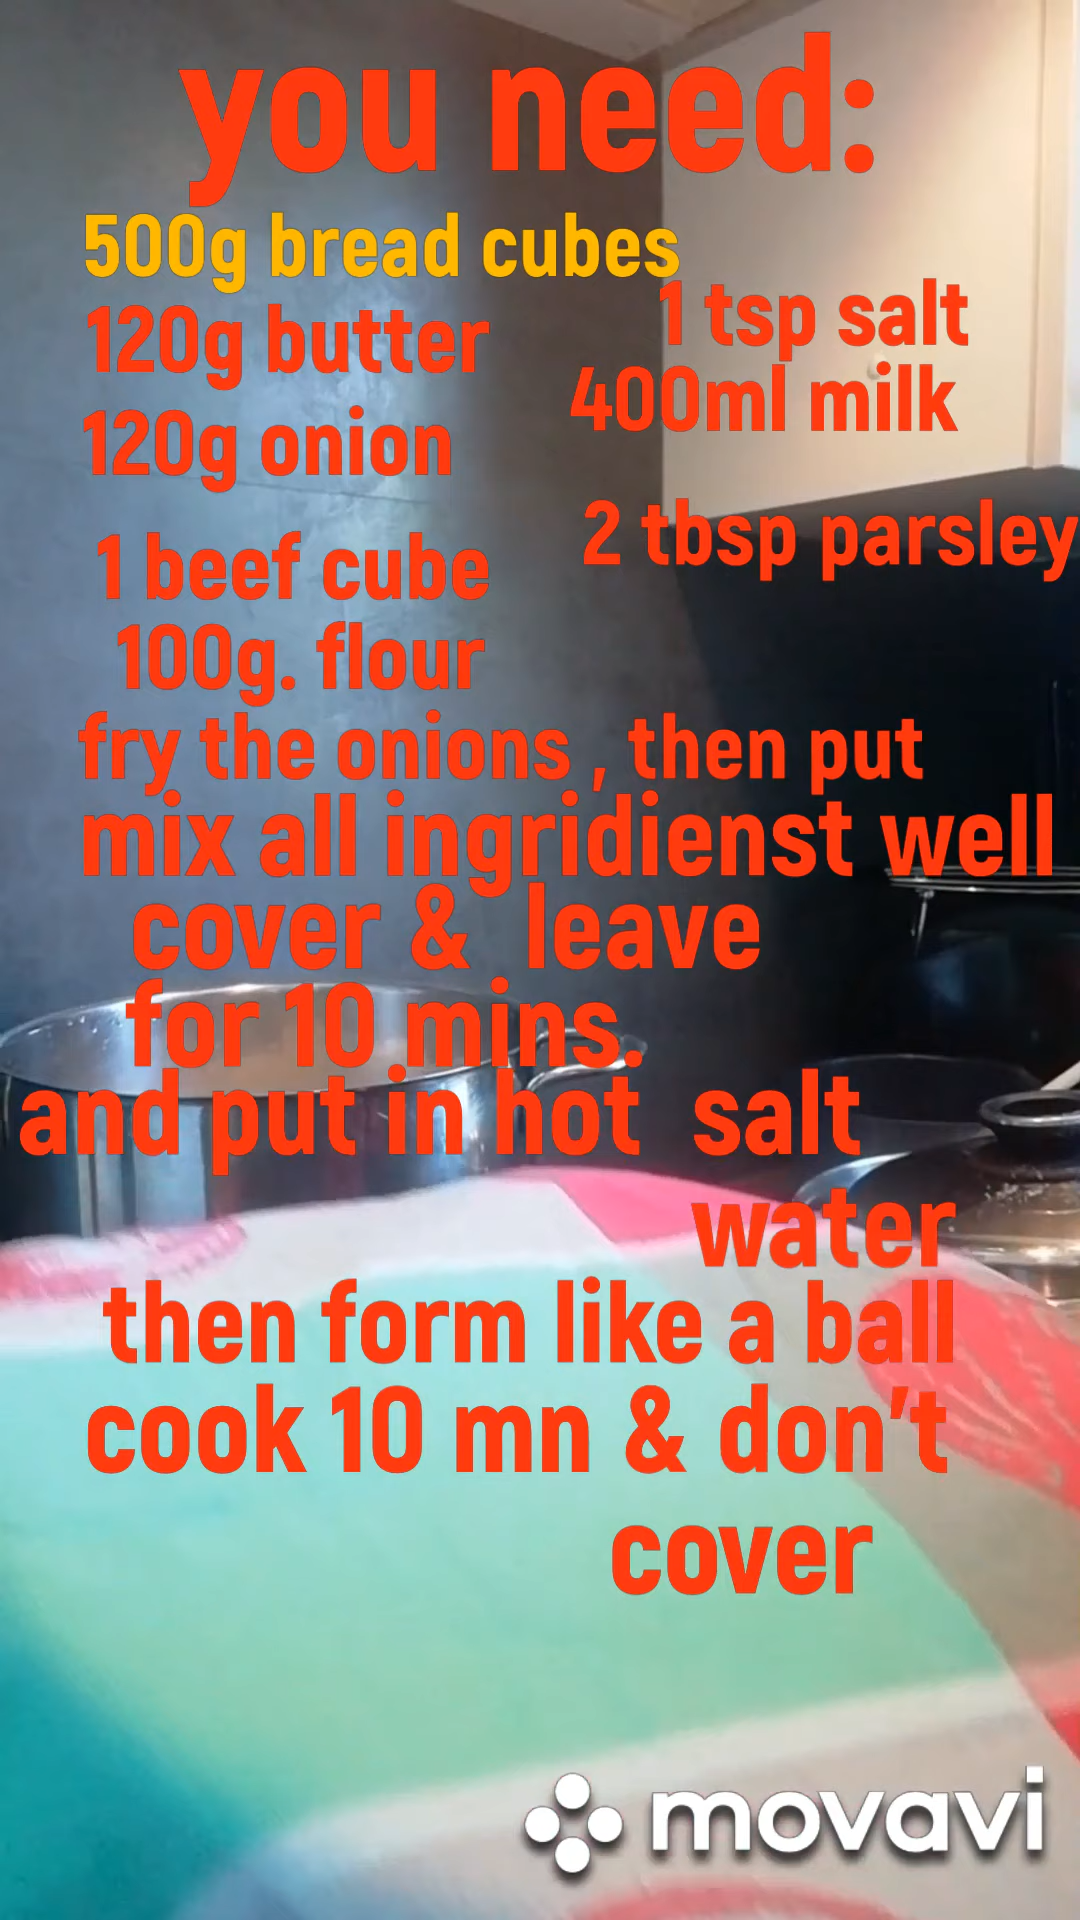 you need:
500g bread cubes
120g butter
1 tsp salt
120g onion
400ml milk
1 beef cube
2 tbsp parsley
100g. flour
fry the onions , then put
mix all ingridienst well
cover & leave
for 10 mins.
and put in hot salt
water
then form like a ball
cook 10 mn & don't
cover
movavi